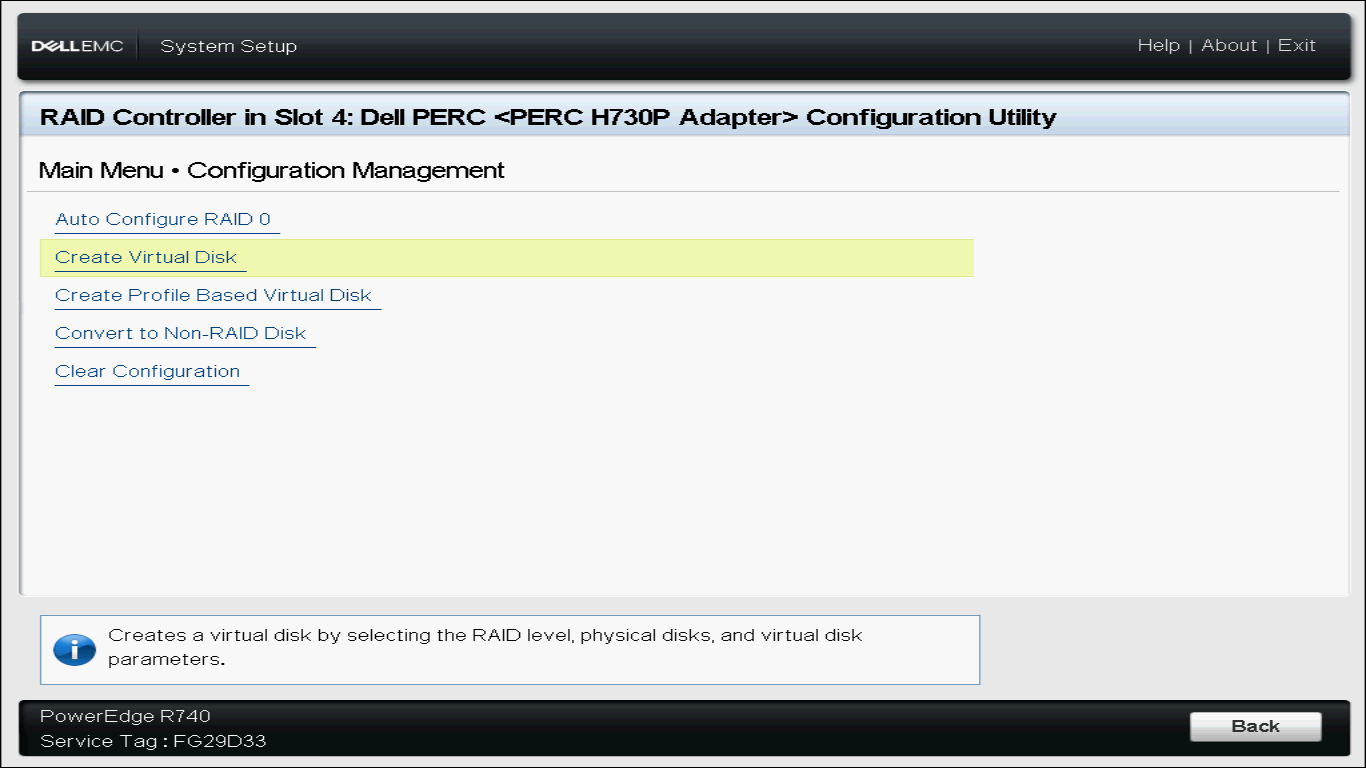 DELLEMC System Setup Help | About | Exit
RAID Controller in Slot 4: Dell PERC <PERC H730P Adapter> Configuration Utility
Main Menu • Configuration Management
Auto Configure RAID 0
Create Virtual Disk
Create Profile Based Virtual Disk
Convert to Non-RAID Disk
Clear Configuration
Creates a virtual disk by selecting the RAID level, physical disks, and virtual disk
parameters.
PowerEdge R740
Service Tag : FG29D33
Back